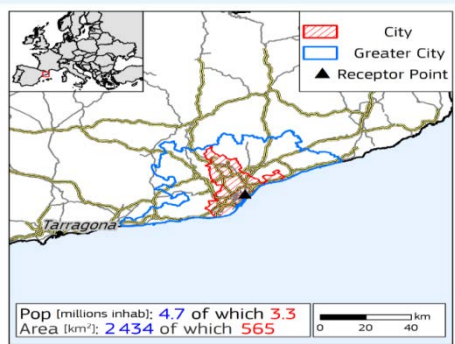 City
Greater City
Receptor Point
Tarragona
Pop [millions inhab]: 4.7 of which 3.3
Area [km²]: 2 434 of which 565
km
0 20 40